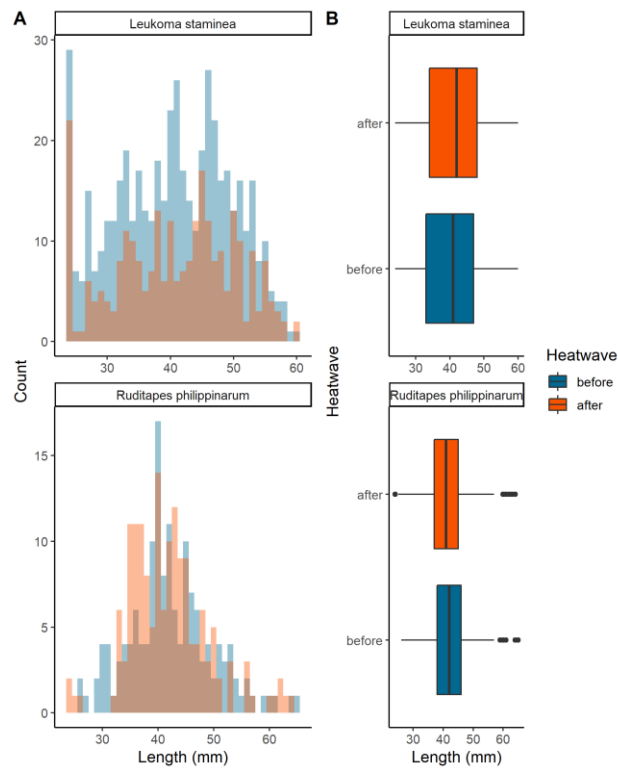 A
Leukoma staminea
30
20
10
0
30
40
50
60
Count
Ruditapes philippinarum
15
10
5
0
30
40
50
60
Length (mm)
B
Leukoma staminea
after
before
30
40
50
60
Heatwave
Ruditapes philippinarum
after
before
30
40
50
60
Length (mm)
Heatwave
before
after